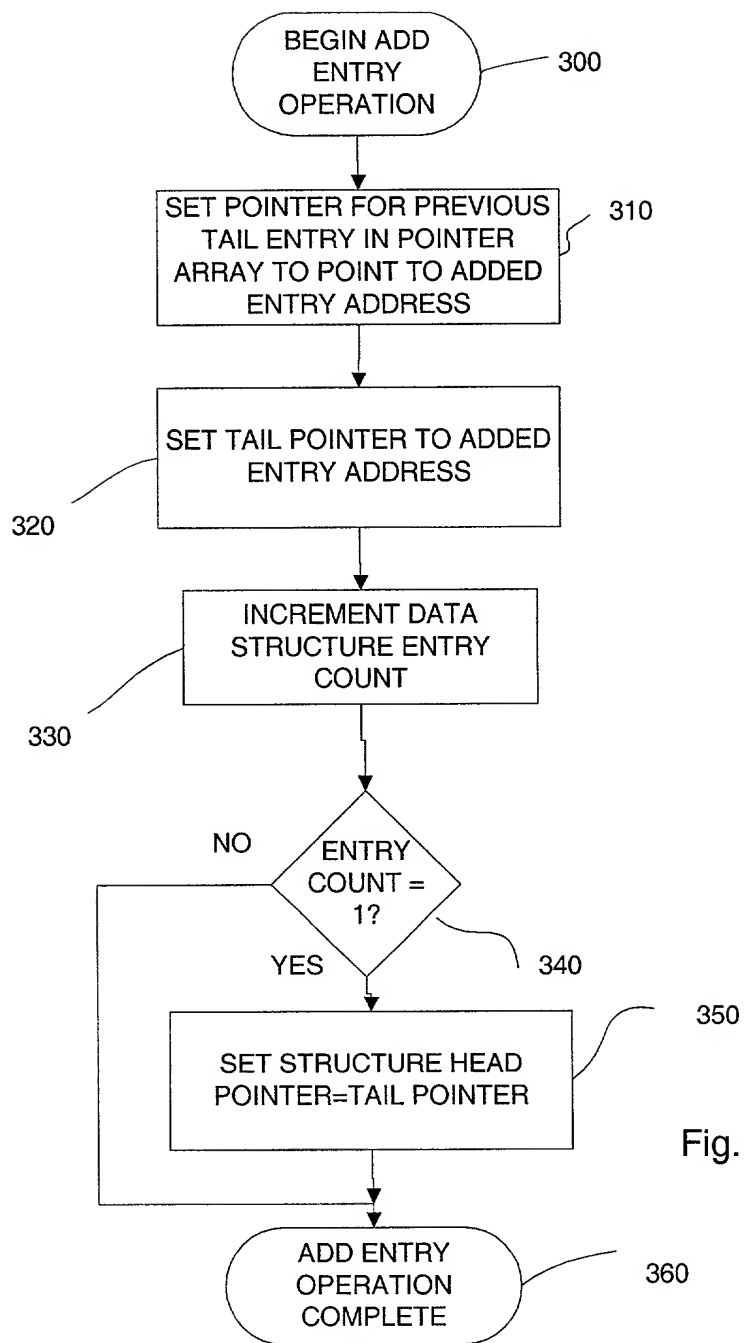 BEGIN ADD
ENTRY
OPERATION
300
SET POINTER FOR PREVIOUS
TAIL ENTRY IN POINTER
ARRAY TO POINT TO ADDED
ENTRY ADDRESS
310
SET TAIL POINTER TO ADDED
ENTRY ADDRESS
320
INCREMENT DATA
STRUCTURE ENTRY
COUNT
330
NO
ENTRY
COUNT =
1?
YES
340
350
SET STRUCTURE HEAD
POINTER=TAIL POINTER
Fig.
ADD ENTRY
OPERATION
COMPLETE
360